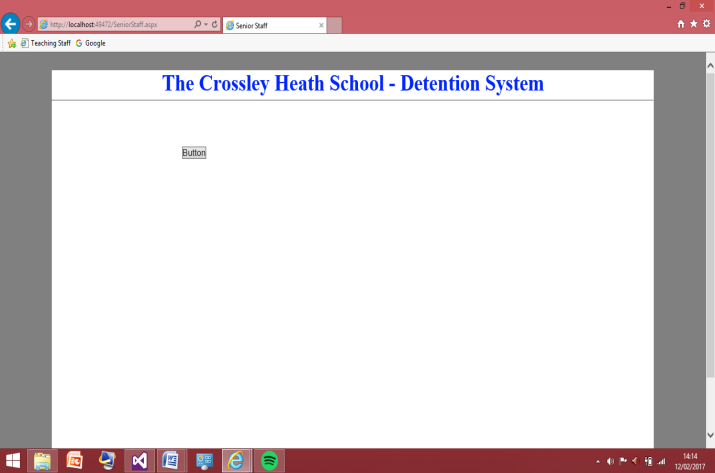 http://localhost:49472/SeniorStaff.aspx
Senior Staff
Teaching Staff
Google
The Crossley Heath School - Detention System
Button
14:14
12/02/2017